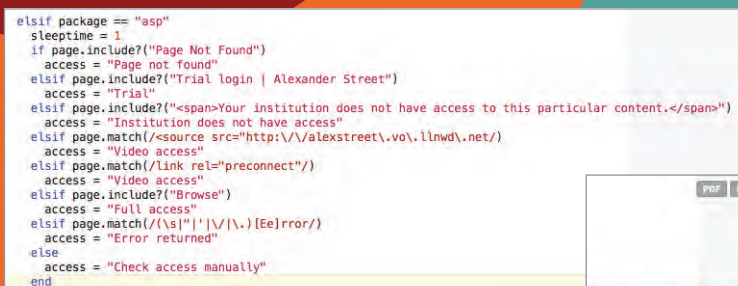 elsif package == "asp"
sleeptime = 1
if page.include?("Page Not Found")
access = "Page not found"
elsif page.include?("Trial login | Alexander Street")
access = "Trial"
elsif page.include?("<span>Your institution does not have access to this particular content.</span>")
access = "Institution does not have access"
elsif page.match(/<source src="http:\/\/alexstreet\.vo\.llnwd\.net/)
access = "Video access"
elsif page.match(/link rel="preconnect"/)
access = "Video access"
elsif page.include?("Browse")
access = "Full access"
elsif page.match(/(\s|"|'|\/|\.)[Ee]rror/)
access = "Error returned"
else
access = "Check access manually"
end
PDF